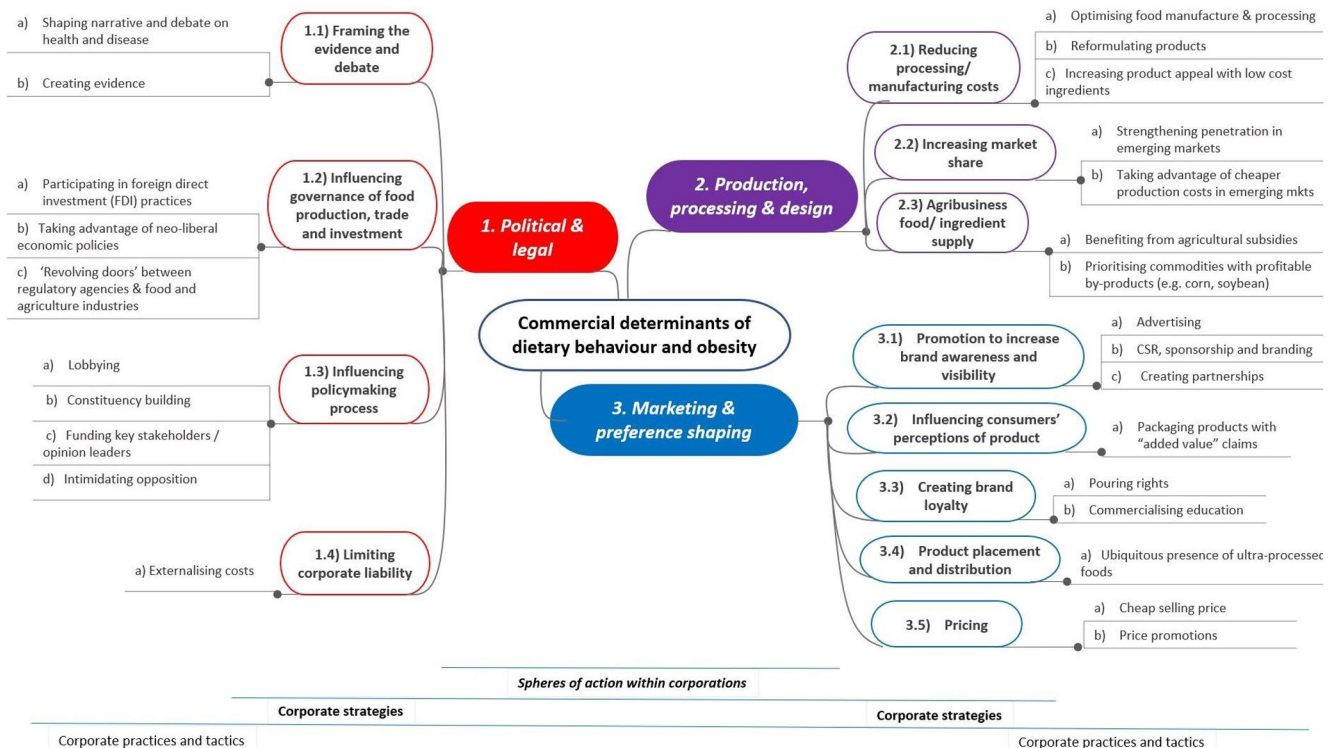 a) Shaping narrative and debate on
health and disease
b) Creating evidence
1.1) Framing the
evidence and
debate
a) Participating in foreign direct
investment (FDI) practices
b) Taking advantage of neo-liberal
economic policies
c) ‘Revolving doors’ between
regulatory agencies & food and
agriculture industries
1.2) Influencing
governance of food
production, trade
and investment
a) Lobbying
b) Constituency building
c) Funding key stakeholders /
opinion leaders
d) Intimidating opposition
1.3) Influencing
policymaking
process
a) Externalising costs
1.4) Limiting
corporate liability
1. Political &
legal
Commercial determinants of
dietary behaviour and obesity
2. Production,
processing & design
2.1) Reducing
processing/
manufacturing costs
a) Optimising food manufacture & processing
b) Reformulating products
c) Increasing product appeal with low cost
ingredients
2.2) Increasing market
share
a) Strengthening penetration in
emerging markets
b) Taking advantage of cheaper
production costs in emerging mkts
2.3) Agribusiness
food/ ingredient
supply
a) Benefiting from agricultural subsidies
b) Prioritising commodities with profitable
by-products (e.g. corn, soybean)
3. Marketing &
preference shaping
3.1) Promotion to increase
brand awareness and
visibility
a) Advertising
b) CSR, sponsorship and branding
c) Creating partnerships
3.2) Influencing consumers’
perceptions of product
a) Packaging products with
“added value” claims
3.3) Creating brand
loyalty
a) Pouring rights
b) Commercialising education
3.4) Product placement
and distribution
a) Ubiquitous presence of ultra-processed
foods
3.5) Pricing
a) Cheap selling price
b) Price promotions
Spheres of action within corporations
Corporate strategies
Corporate strategies
Corporate practices and tactics
Corporate practices and tactics